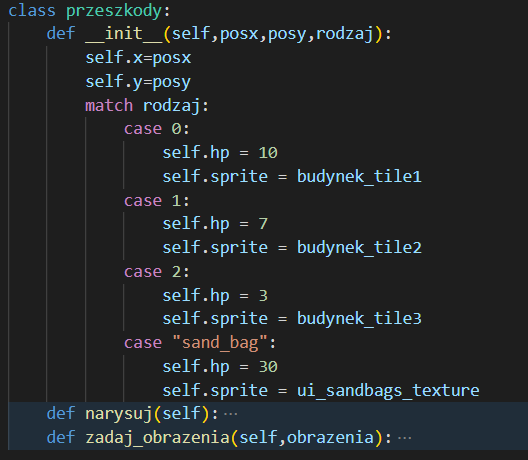 class przeszkody:
    def __init__(self,posx,posy,rodzaj):
        self.x=posx
        self.y=posy
        match rodzaj:
            case 0:
                self.hp = 10
                self.sprite = budynek_tile1
            case 1:
                self.hp = 7
                self.sprite = budynek_tile2
            case 2:
                self.hp = 3
                self.sprite = budynek_tile3
            case "sand_bag":
                self.hp = 30
                self.sprite = ui_sandbags_texture
    def narysuj(self):···
    def zadaj_obrazenia(self,obrazenia):···